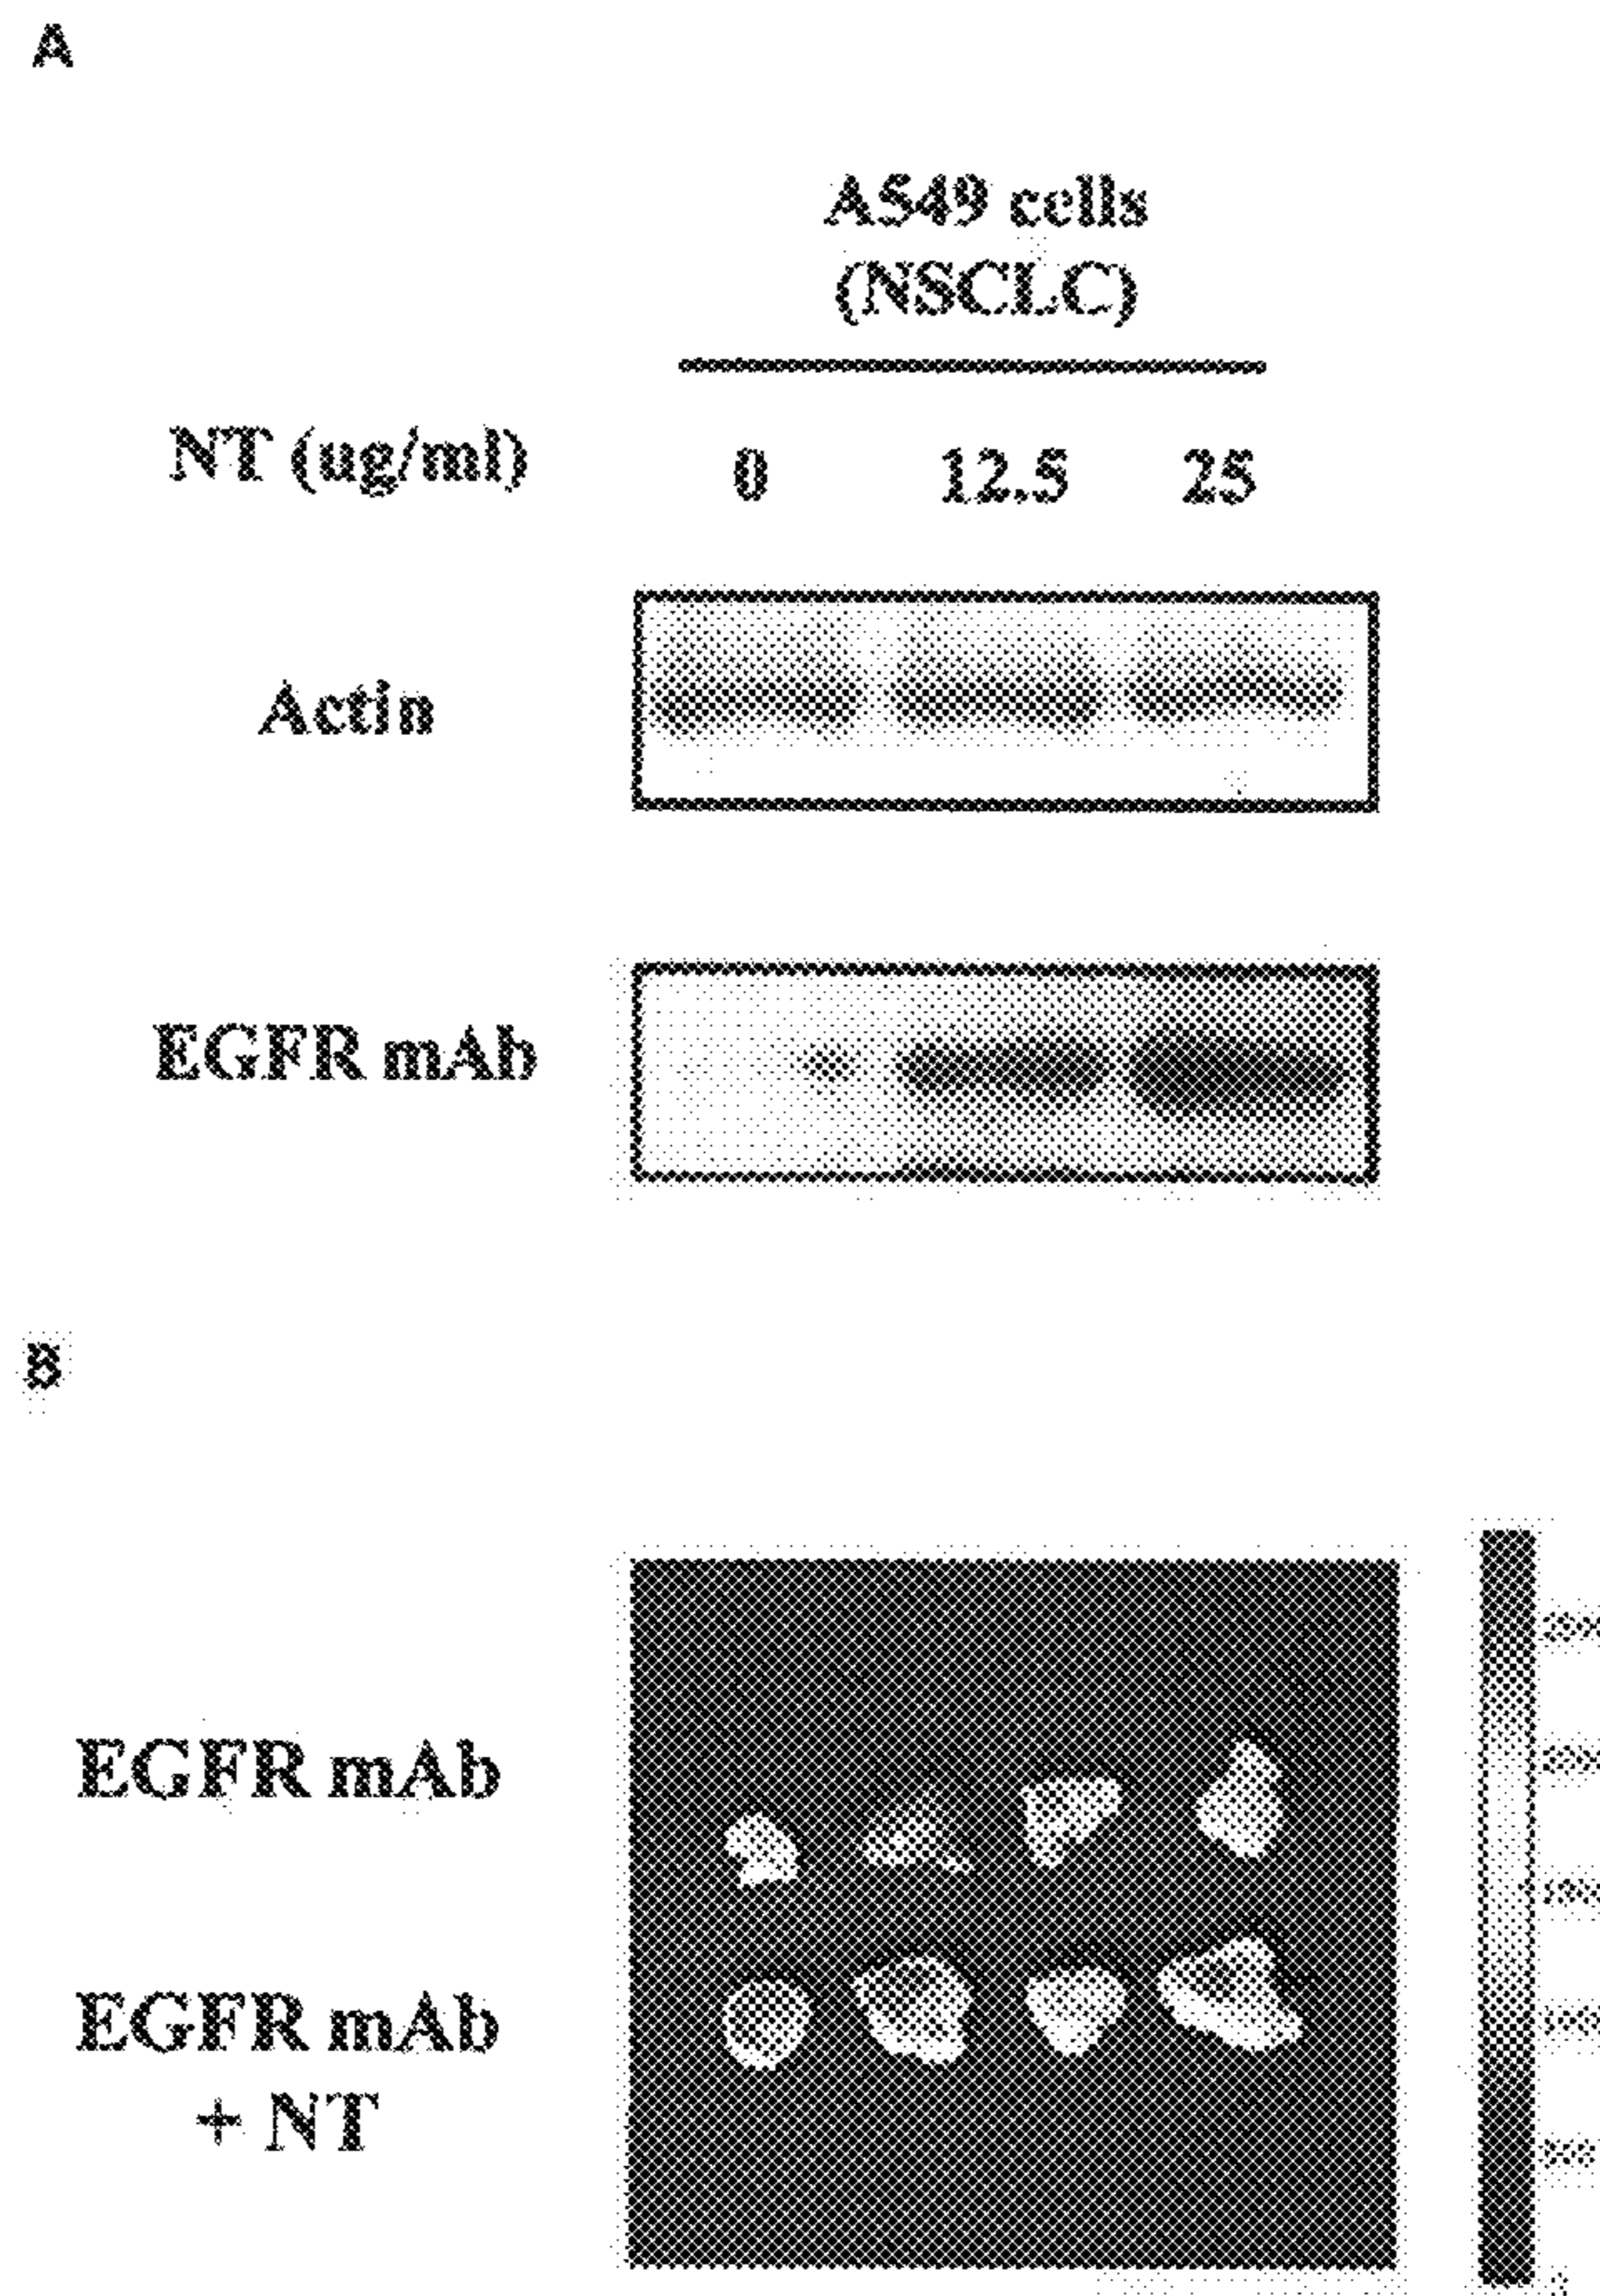 A
A549 cells
(NSCLC)
NT (ug/ml) 0 12.5 25
Actin
EGFR mAb
B
EGFR mAb
EGFR mAb
+ NT